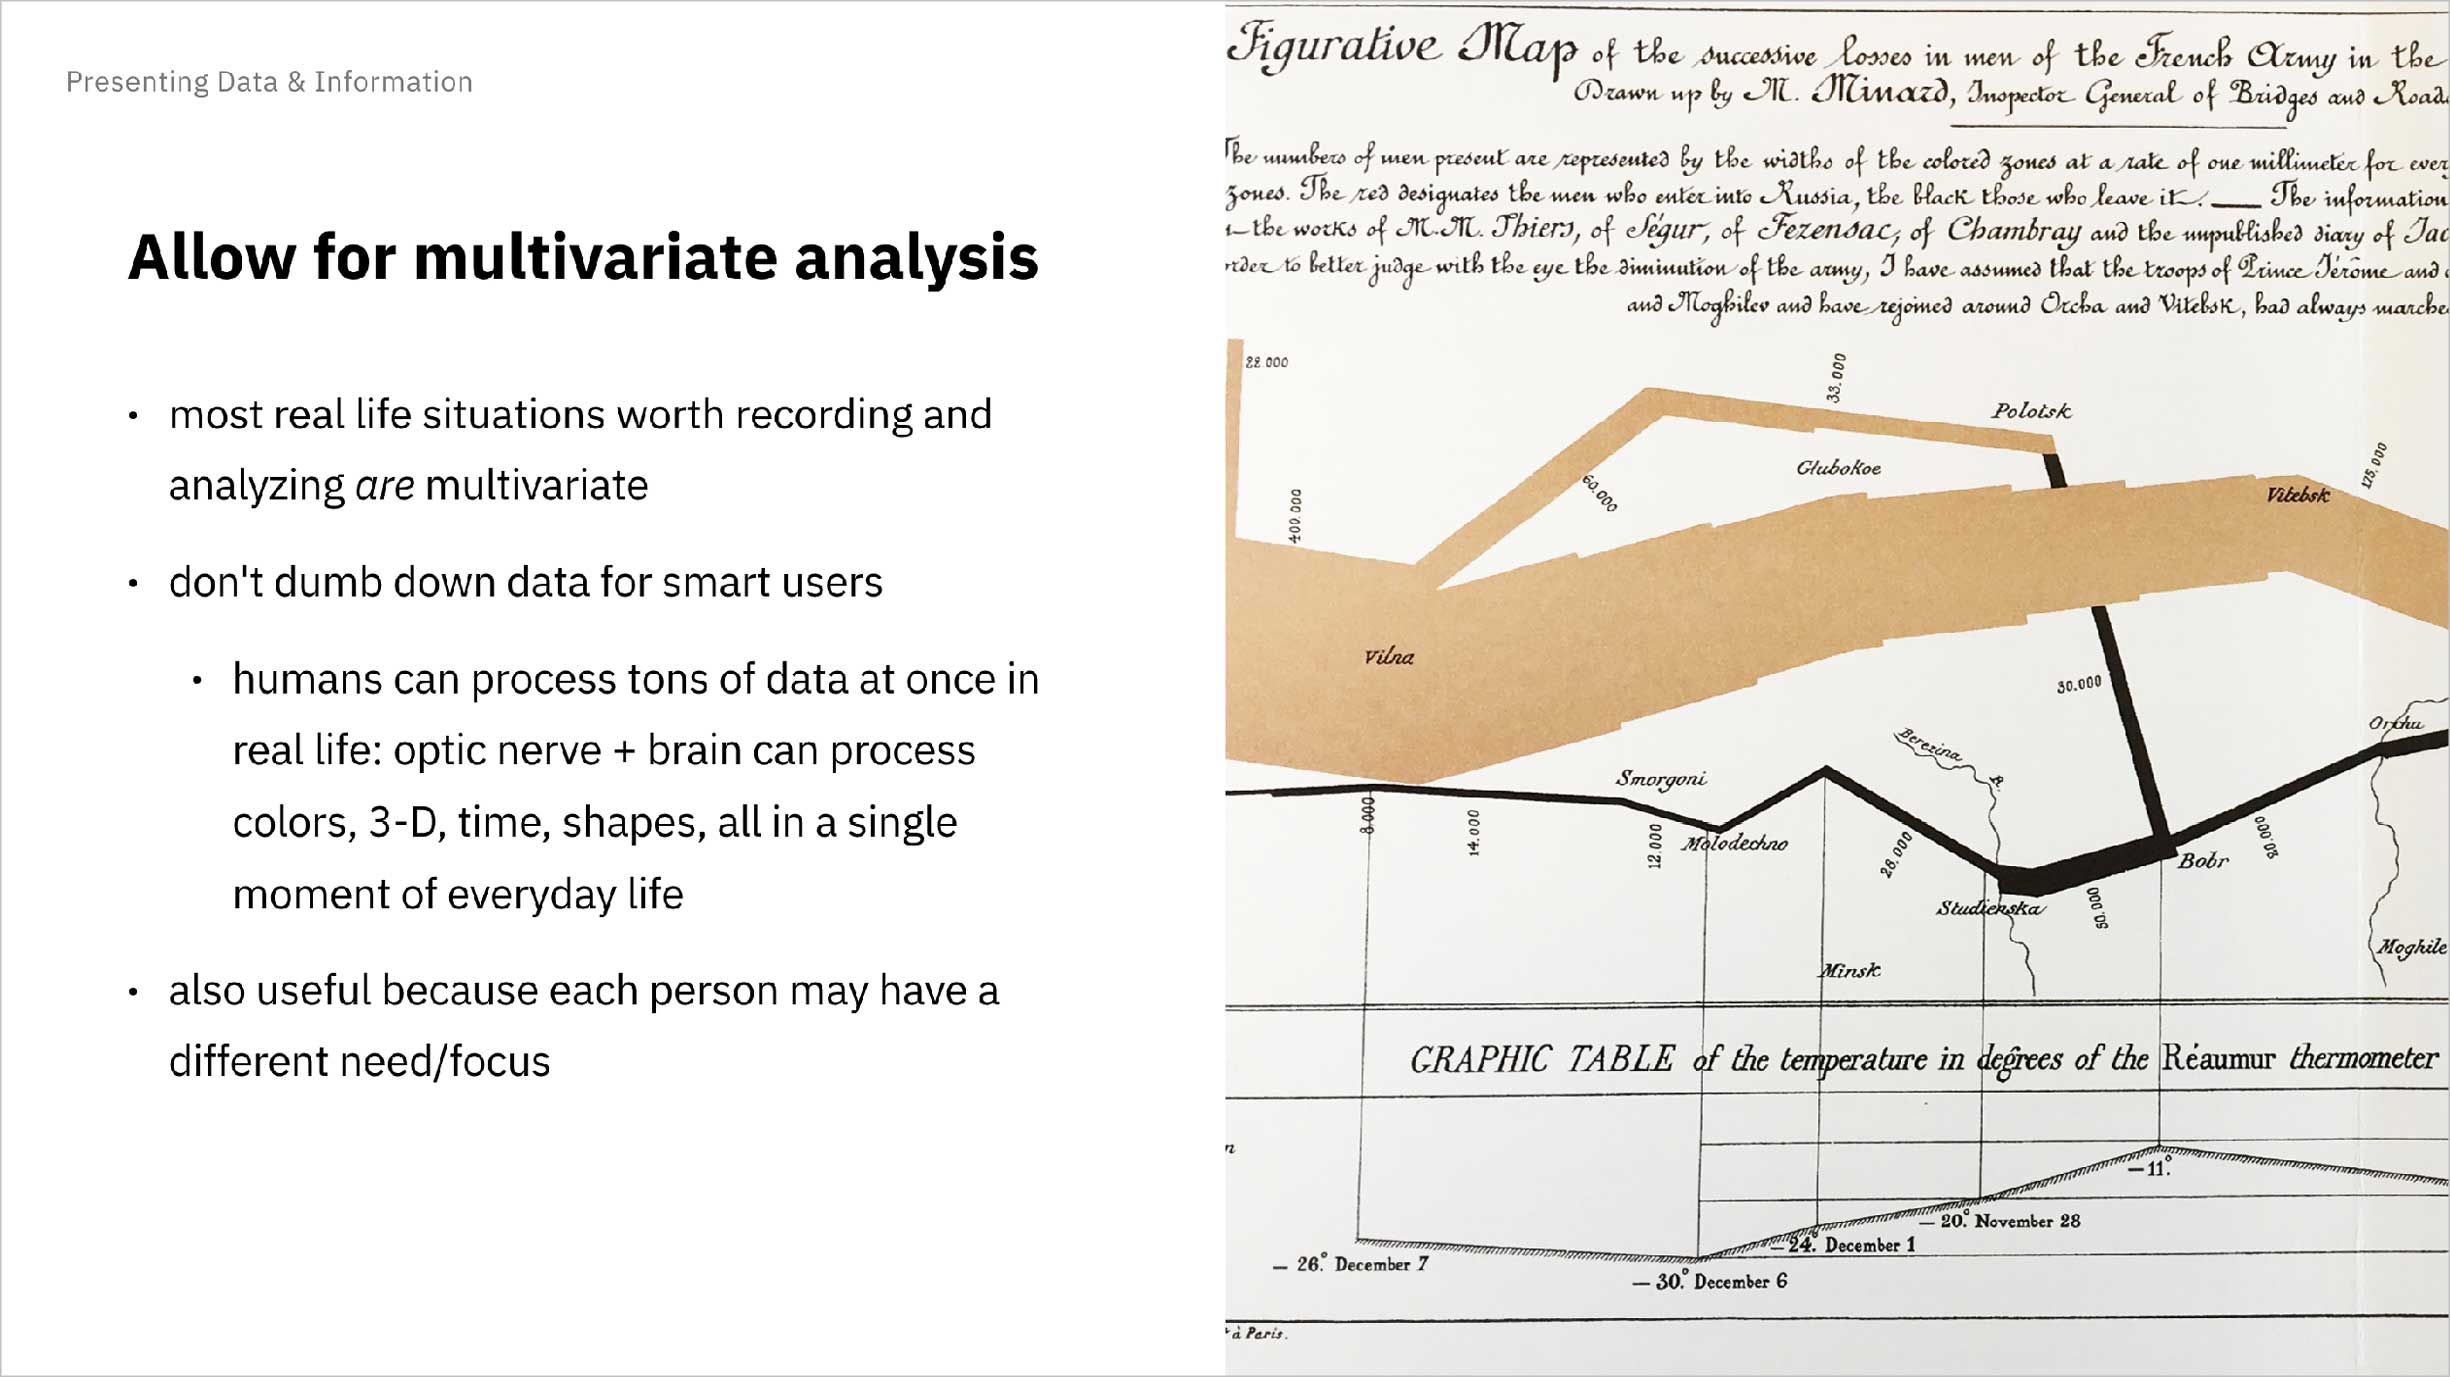 Presenting Data & Information
Allow for multivariate analysis
• most real life situations worth recording and
analyzing are multivariate
• don't dumb down data for smart users
• humans can process tons of data at once in
real life: optic nerve + brain can process
colors, 3-D, time, shapes, all in a single
moment of everyday life
• also useful because each person may have a
different need/focus
Figurative Map of the successive losses in men of the French Army in the
Drawn up by M. Minard, Inspector General of Bridges and Roads
The numbers of men present are represented by the widths of the colored zones at a rate of one millimeter for every
zones. The red designates the men who enter into Russia, the black those who leave it. — The information
the works of M.M. Thiers, of Ségur, of Fezensac, of Chambray and the unpublished diary of Jac
order to better judge with the eye the diminution of the army, I have assumed that the troops of Prince Jérôme and
and Moghilev and have rejoined around Orcha and Vitebsk, had always marche
22.000
33.000
Polotsk
Glubokoe
175.000
400.000
60.000
Vitebsk
Vilna
30.000
Orcha
Berezina R.
Smorgoni
8.000
14.000
12.000
Molodechno
28.000
20.000
Bobr
Studienska
50.000
Moghile
Minsk
GRAPHIC TABLE of the temperature in degrees of the Réaumur thermometer
n
— 11°.
— 20°. November 28
— 24. December 1
— 26°. December 7
— 30°. December 6
à Paris.